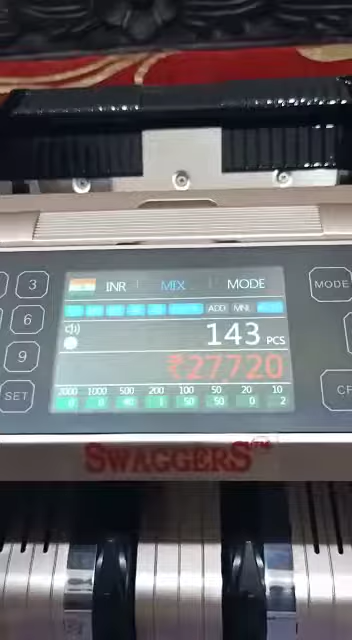 3
INR MIX MODE
MODE
6
ADD MNL
143 PCS
9
₹27720
SET
2000 1000 500 200 100 50 20 10
0 0 40 1 50 50 0 2
CF
SWAGGERS